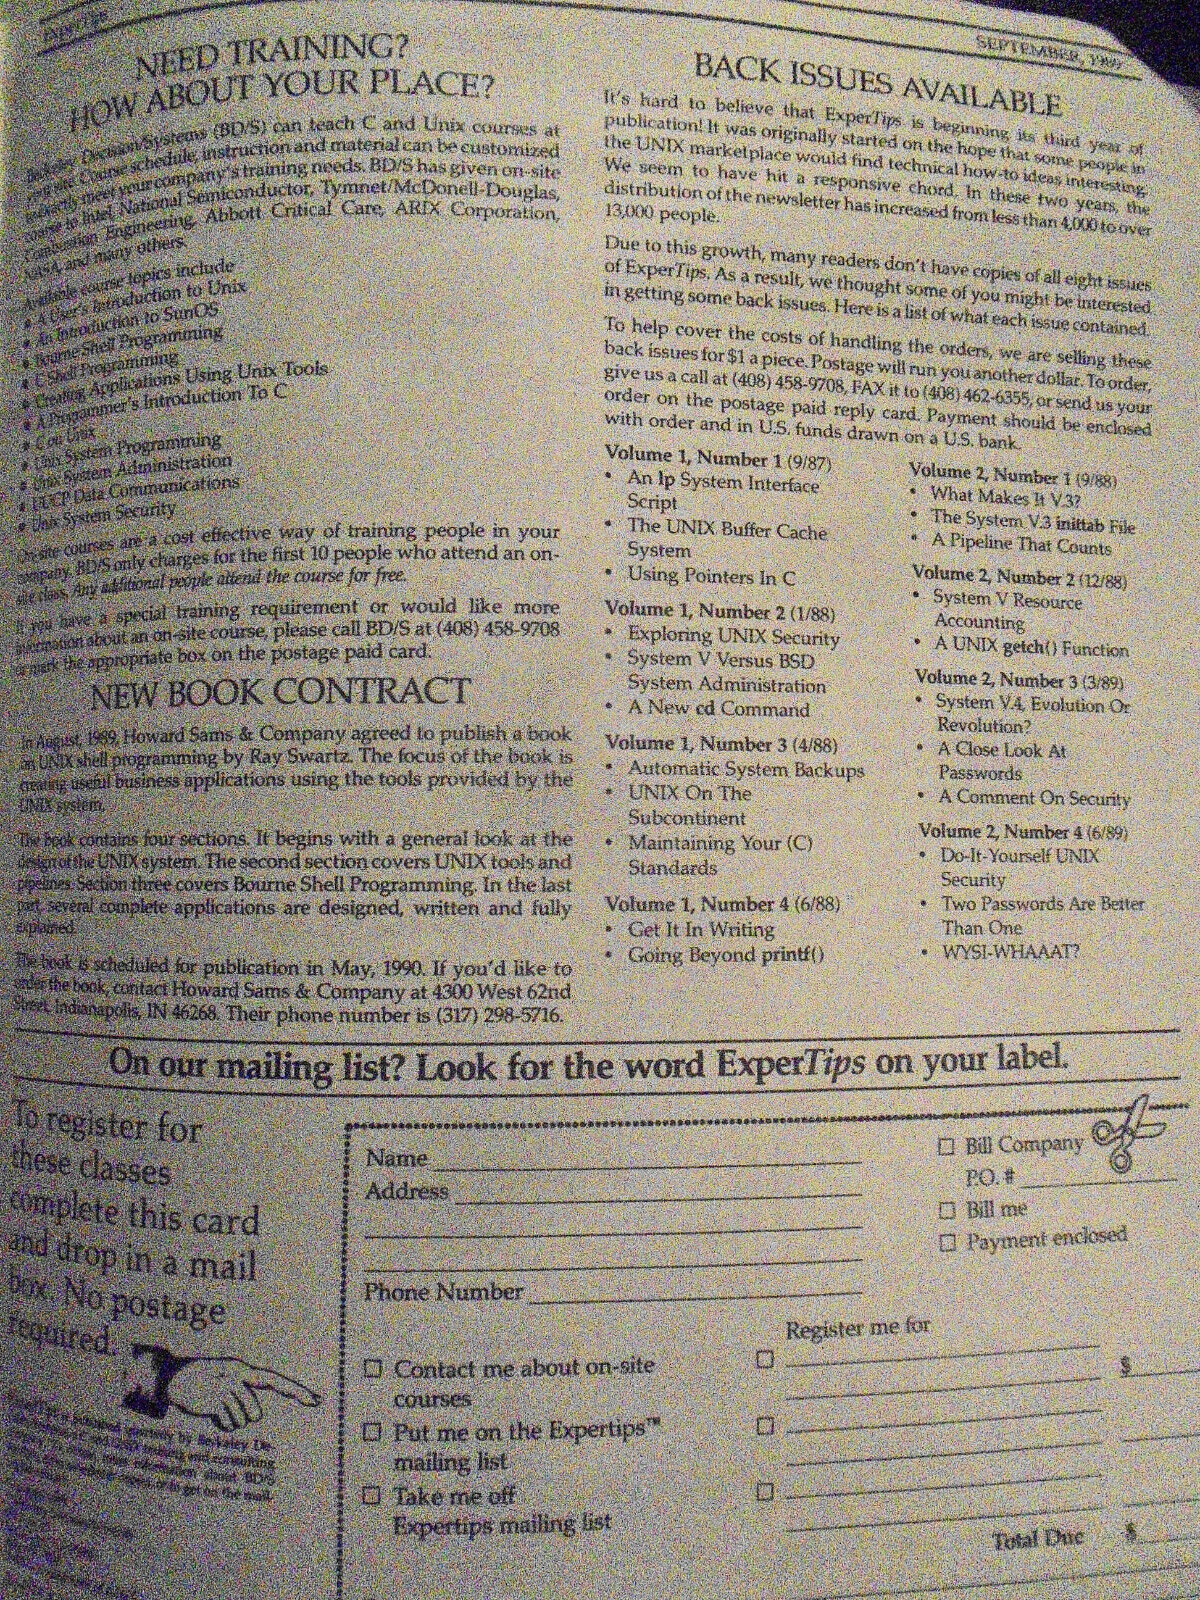 SEPTEMBER, 1989
NEED TRAINING?
HOW ABOUT YOUR PLACE?
Berkeley Decision/Systems (BD/S) can teach C and Unix courses at
your site. Course schedule, instruction and material can be customized
to exactly meet your company's training needs. BD/S has given on-site
courses to Intel, National Semiconductor, Tymnet/McDonell-Douglas,
Combustion Engineering, Abbott Critical Care, ARIX Corporation,
NASA, and many others.
Available course topics include
• A User's Introduction to Unix
• An Introduction to SunOS
• Bourne Shell Programming
• C Shell Programming
• Creating Applications Using Unix Tools
• A Programmer's Introduction To C
• C on Unix
• Unix System Programming
• Unix System Administration
• UUCP Data Communications
• Unix System Security
On-site courses are a cost effective way of training people in your
company. BD/S only charges for the first 10 people who attend an on-
site class. Any additional people attend the course for free.
If you have a special training requirement or would like more
information about an on-site course, please call BD/S at (408) 458-9708
or mark the appropriate box on the postage paid card.
NEW BOOK CONTRACT
In August, 1989, Howard Sams & Company agreed to publish a book
on UNIX shell programming by Ray Swartz. The focus of the book is
creating useful business applications using the tools provided by the
UNIX system.
The book contains four sections. It begins with a general look at the
design of the UNIX system. The second section covers UNIX tools and
pipelines. Section three covers Bourne Shell Programming. In the last
part, several complete applications are designed, written and fully
explained.
The book is scheduled for publication in May, 1990. If you'd like to
order the book, contact Howard Sams & Company at 4300 West 62nd
Street, Indianapolis, IN 46268. Their phone number is (317) 298-5716.
BACK ISSUES AVAILABLE
It's hard to believe that ExperTips is beginning its third year of
publication! It was originally started on the hope that some people in
the UNIX marketplace would find technical how-to ideas interesting.
We seem to have hit a responsive chord. In these two years, the
distribution of the newsletter has increased from less than 4,000 to over
13,000 people.
Due to this growth, many readers don't have copies of all eight issues
of ExperTips. As a result, we thought some of you might be interested
in getting some back issues. Here is a list of what each issue contained.
To help cover the costs of handling the orders, we are selling these
back issues for $1 a piece. Postage will run you another dollar. To order,
give us a call at (408) 458-9708, FAX it to (408) 462-6355, or send us your
order on the postage paid reply card. Payment should be enclosed
with order and in U.S. funds drawn on a U.S. bank.
Volume 1, Number 1 (9/87)
• An lp System Interface
Script
• The UNIX Buffer Cache
System
• Using Pointers In C
Volume 1, Number 2 (1/88)
• Exploring UNIX Security
• System V Versus BSD
System Administration
• A New cd Command
Volume 1, Number 3 (4/88)
• Automatic System Backups
• UNIX On The
Subcontinent
• Maintaining Your (C)
Standards
Volume 1, Number 4 (6/88)
• Get It In Writing
• Going Beyond printf()
Volume 2, Number 1 (9/88)
• What Makes It V.3?
• The System V.3 inittab File
• A Pipeline That Counts
Volume 2, Number 2 (12/88)
• System V Resource
Accounting
• A UNIX getch() Function
Volume 2, Number 3 (3/89)
• System V.4, Evolution Or
Revolution?
• A Close Look At
Passwords
• A Comment On Security
Volume 2, Number 4 (6/89)
• Do-It-Yourself UNIX
Security
• Two Passwords Are Better
Than One
• WYSI-WHAAAT?
On our mailing list? Look for the word ExperTips on your label.
To register for
these classes
complete this card
and drop in a mail
box. No postage
required.
quarterly by Berkeley De-
training and consulting
information about BD/S
or to get on the mail-
Name
Address
Phone Number
Bill Company
P.O. #
Bill me
Payment enclosed
Contact me about on-site
courses
Put me on the Expertips™
mailing list
Take me off
Expertips mailing list
Register me for
$
Total Due $